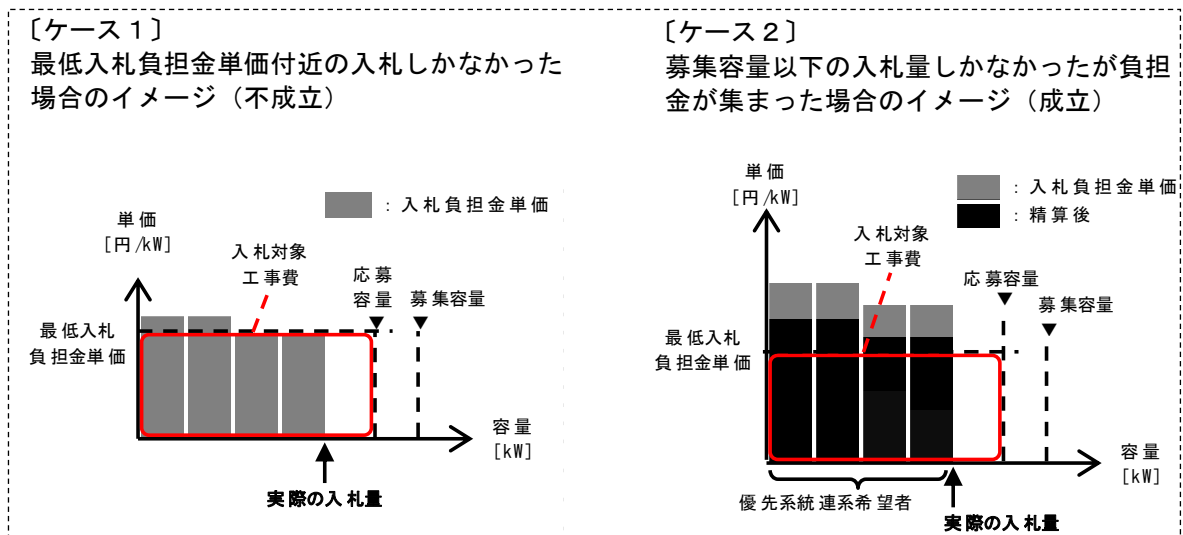 〔ケース１〕
最低入札負担金単価付近の入札しかなかった
場合のイメージ（不成立）
：入札負担金単価
単価
[円/kW]
入札対象
工事費
応募
容量
募集容量
最低入札
負担金単価
容量
[kW]
実際の入札量
〔ケース２〕
募集容量以下の入札量しかなかったが負担
金が集まった場合のイメージ（成立）
単価
[円/kW]
：入札負担金単価
：精算後
入札対象
工事費
応募容量
募集容量
最低入札
負担金単価
容量
[kW]
優先系統連系希望者
実際の入札量